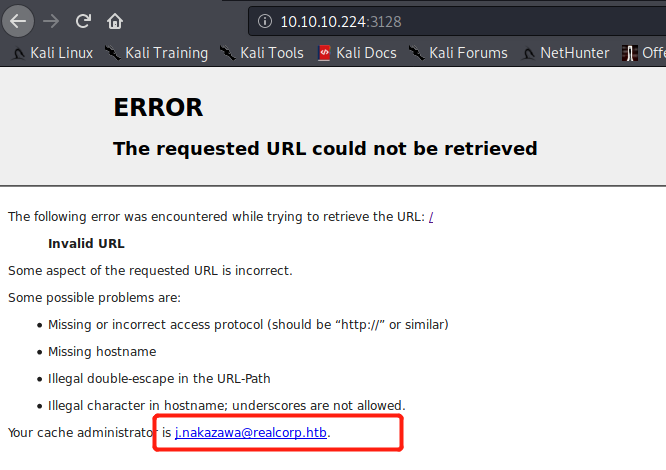 10.10.10.224:3128
Kali Linux Kali Training Kali Tools Kali Docs Kali Forums NetHunter Offe
ERROR
The requested URL could not be retrieved
The following error was encountered while trying to retrieve the URL: /
Invalid URL
Some aspect of the requested URL is incorrect.
Some possible problems are:
• Missing or incorrect access protocol (should be “http://” or similar)
• Missing hostname
• Illegal double-escape in the URL-Path
• Illegal character in hostname; underscores are not allowed.
Your cache administrator is j.nakazawa@realcorp.htb.